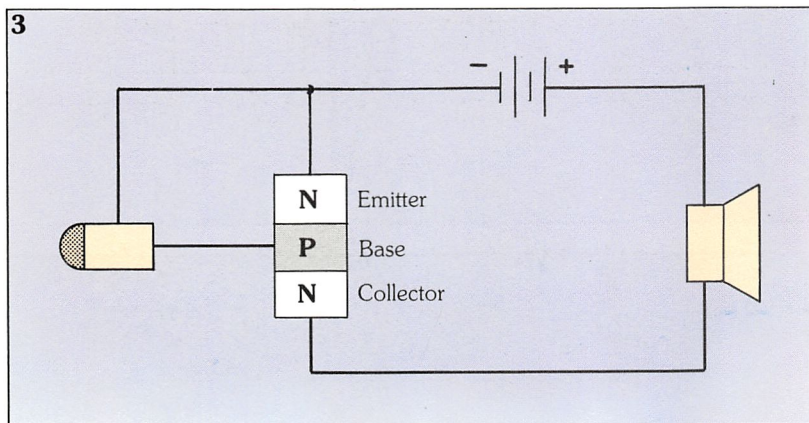 3
− +
N Emitter
P Base
N Collector